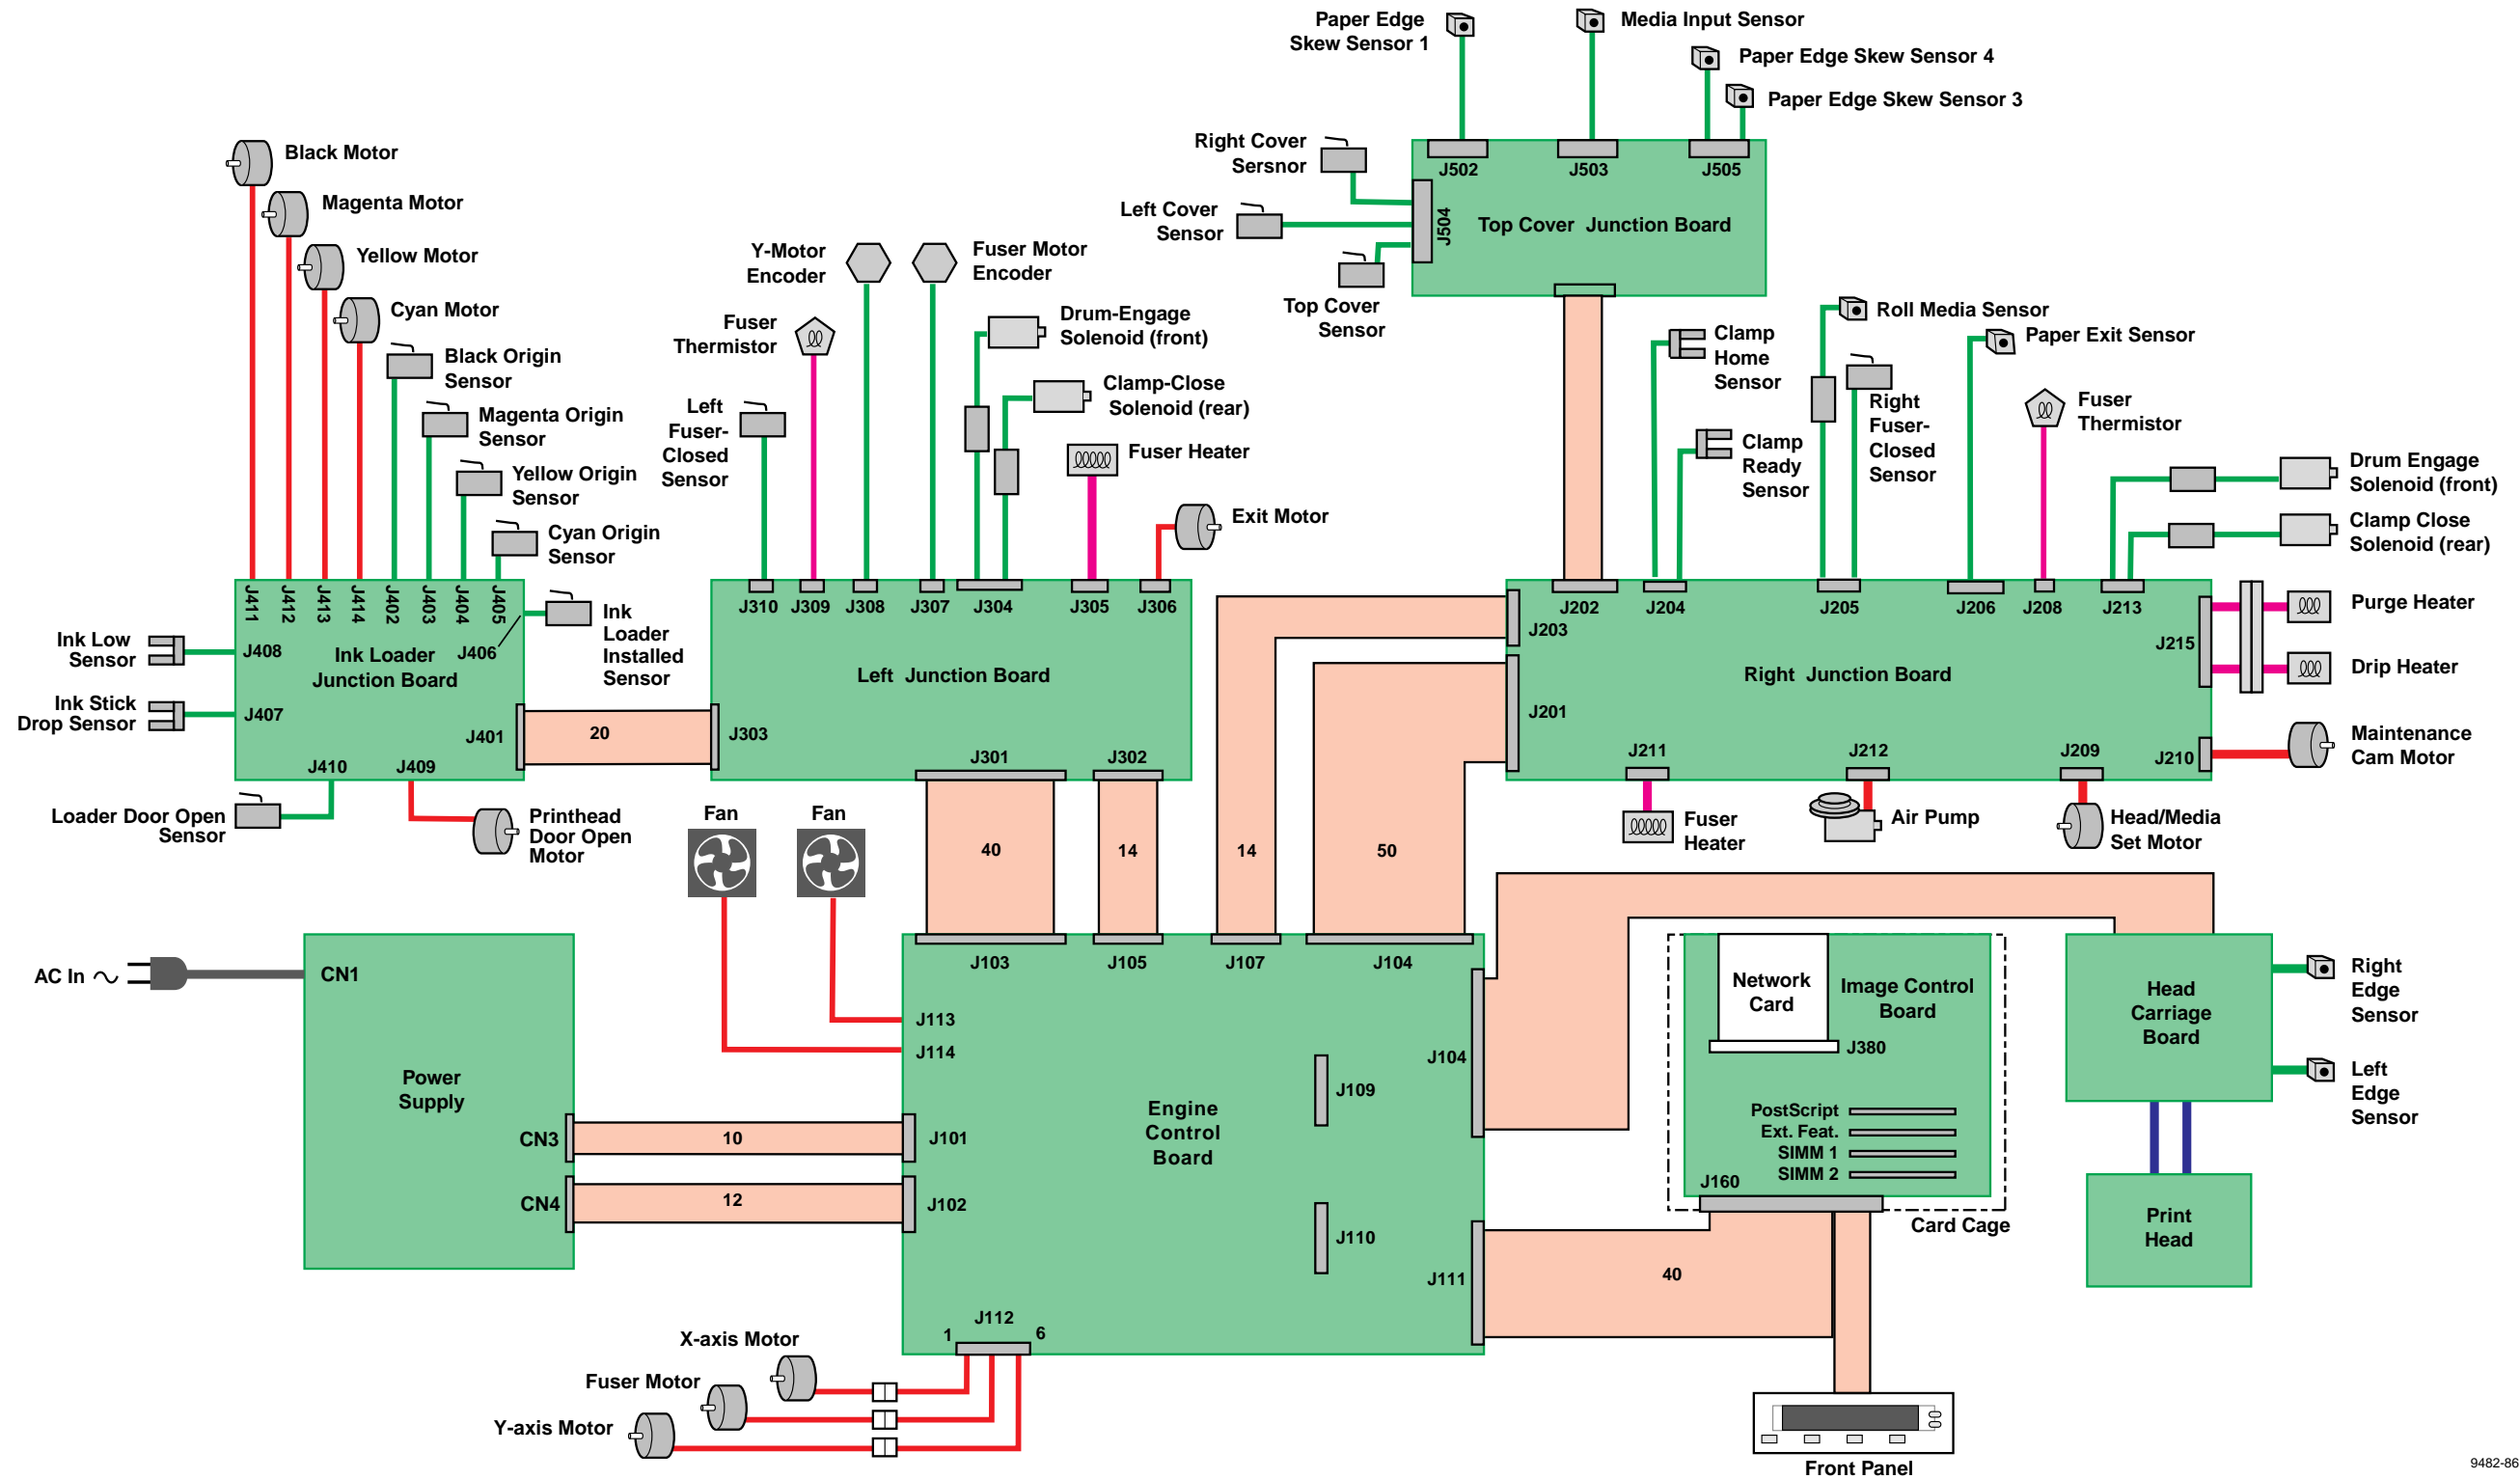 Paper Edge
Skew Sensor 1
Media Input Sensor
Paper Edge Skew Sensor 4
Paper Edge Skew Sensor 3
Right Cover
Sersnor
J502
J503
J505
Left Cover
Sensor
J504
Top Cover Junction Board
Top Cover
Sensor
Black Motor
Magenta Motor
Yellow Motor
Cyan Motor
Black Origin
Sensor
Magenta Origin
Sensor
Yellow Origin
Sensor
Cyan Origin
Sensor
Y-Motor
Encoder
Fuser Motor
Encoder
Fuser
Thermistor
Drum-Engage
Solenoid (front)
Left
Fuser-
Closed
Sensor
Clamp-Close
Solenoid (rear)
Fuser Heater
Exit Motor
Clamp
Home
Sensor
Clamp
Ready
Sensor
Roll Media Sensor
Right
Fuser-
Closed
Sensor
Paper Exit Sensor
Fuser
Thermistor
Drum Engage
Solenoid (front)
Clamp Close
Solenoid (rear)
J411
J412
J413
J414
J402
J403
J404
J405
Ink Low
Sensor
J408
Ink Loader
Junction Board
J406
Ink
Loader
Installed
Sensor
Ink Stick
Drop Sensor
J407
J401
20
J303
J410
J409
Loader Door Open
Sensor
Printhead
Door Open
Motor
J310
J309
J308
J307
J304
J305
J306
Left Junction Board
J301
J302
J202
J204
J205
J206
J208
J213
J203
J201
Right Junction Board
J215
Purge Heater
Drip Heater
J211
J212
J209
J210
Maintenance
Cam Motor
Fuser
Heater
Air Pump
Head/Media
Set Motor
Fan
Fan
40
14
14
50
AC In
CN1
Power
Supply
CN3
10
J101
CN4
12
J102
J103
J105
J107
J104
J113
J114
J104
J109
Engine
Control
Board
J110
J111
J112
1
6
X-axis Motor
Fuser Motor
Y-axis Motor
Network
Card
Image Control
Board
J380
PostScript
Ext. Feat.
SIMM 1
SIMM 2
J160
Card Cage
40
Front Panel
Head
Carriage
Board
Right
Edge
Sensor
Left
Edge
Sensor
Print
Head
9482-86